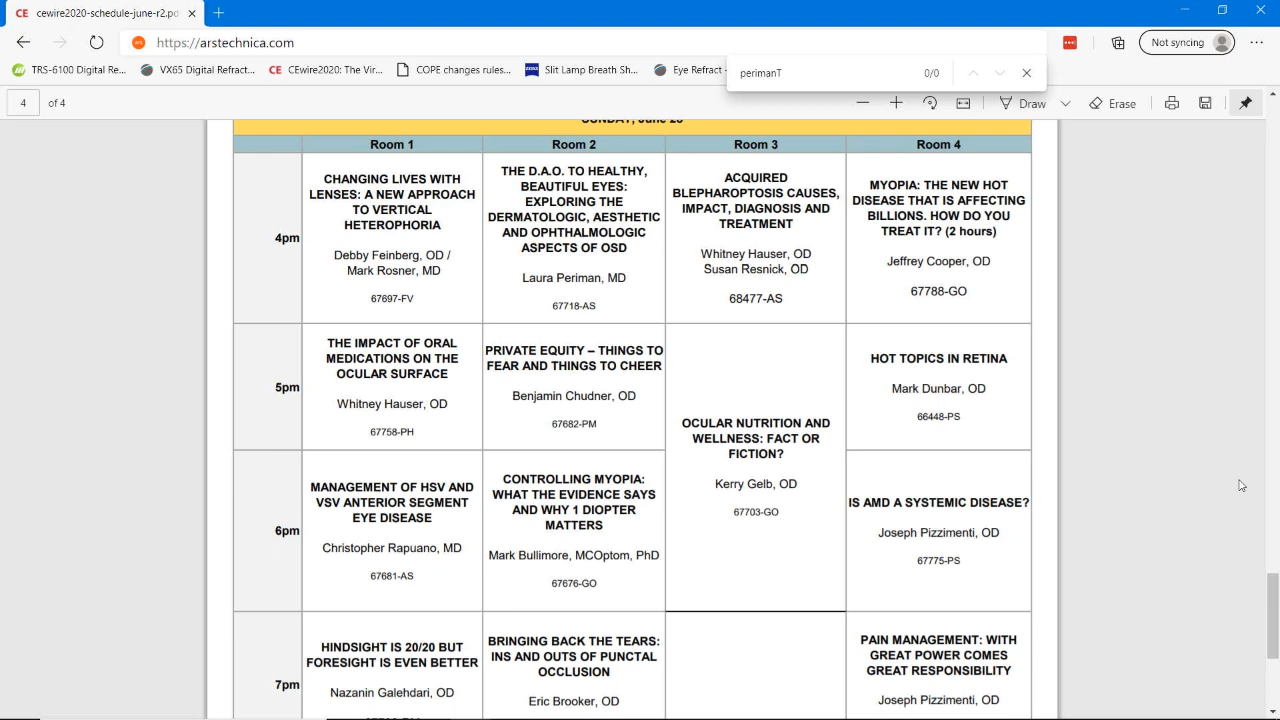 cewire2020-schedule-june-r2.pd
https://arstechnica.com
Not syncing
TRS-6100 Digital Re...
VX65 Digital Refract...
CEwire2020: The Vir...
COPE changes rules...
Slit Lamp Breath Sh...
Eye Refract -
perimanT
0/0
4
of 4
Draw
Erase
Room 1
Room 2
Room 3
Room 4
4pm
CHANGING LIVES WITH
LENSES: A NEW APPROACH
TO VERTICAL
HETEROPHORIA
Debby Feinberg, OD /
Mark Rosner, MD
67697-FV
THE D.A.O. TO HEALTHY,
BEAUTIFUL EYES:
EXPLORING THE
DERMATOLOGIC, AESTHETIC
AND OPHTHALMOLOGIC
ASPECTS OF OSD
Laura Periman, MD
67718-AS
ACQUIRED
BLEPHAROPTOSIS CAUSES,
IMPACT, DIAGNOSIS AND
TREATMENT
Whitney Hauser, OD
Susan Resnick, OD
68477-AS
MYOPIA: THE NEW HOT
DISEASE THAT IS AFFECTING
BILLIONS. HOW DO YOU
TREAT IT? (2 hours)
Jeffrey Cooper, OD
67788-GO
5pm
THE IMPACT OF ORAL
MEDICATIONS ON THE
OCULAR SURFACE
Whitney Hauser, OD
67758-PH
PRIVATE EQUITY – THINGS TO
FEAR AND THINGS TO CHEER
Benjamin Chudner, OD
67682-PM
OCULAR NUTRITION AND
WELLNESS: FACT OR
FICTION?
Kerry Gelb, OD
67703-GO
HOT TOPICS IN RETINA
Mark Dunbar, OD
66448-PS
6pm
MANAGEMENT OF HSV AND
VSV ANTERIOR SEGMENT
EYE DISEASE
Christopher Rapuano, MD
67681-AS
CONTROLLING MYOPIA:
WHAT THE EVIDENCE SAYS
AND WHY 1 DIOPTER
MATTERS
Mark Bullimore, MCOptom, PhD
67676-GO
IS AMD A SYSTEMIC DISEASE?
Joseph Pizzimenti, OD
67775-PS
7pm
HINDSIGHT IS 20/20 BUT
FORESIGHT IS EVEN BETTER
Nazanin Galehdari, OD
BRINGING BACK THE TEARS:
INS AND OUTS OF PUNCTAL
OCCLUSION
Eric Brooker, OD
PAIN MANAGEMENT: WITH
GREAT POWER COMES
GREAT RESPONSIBILITY
Joseph Pizzimenti, OD